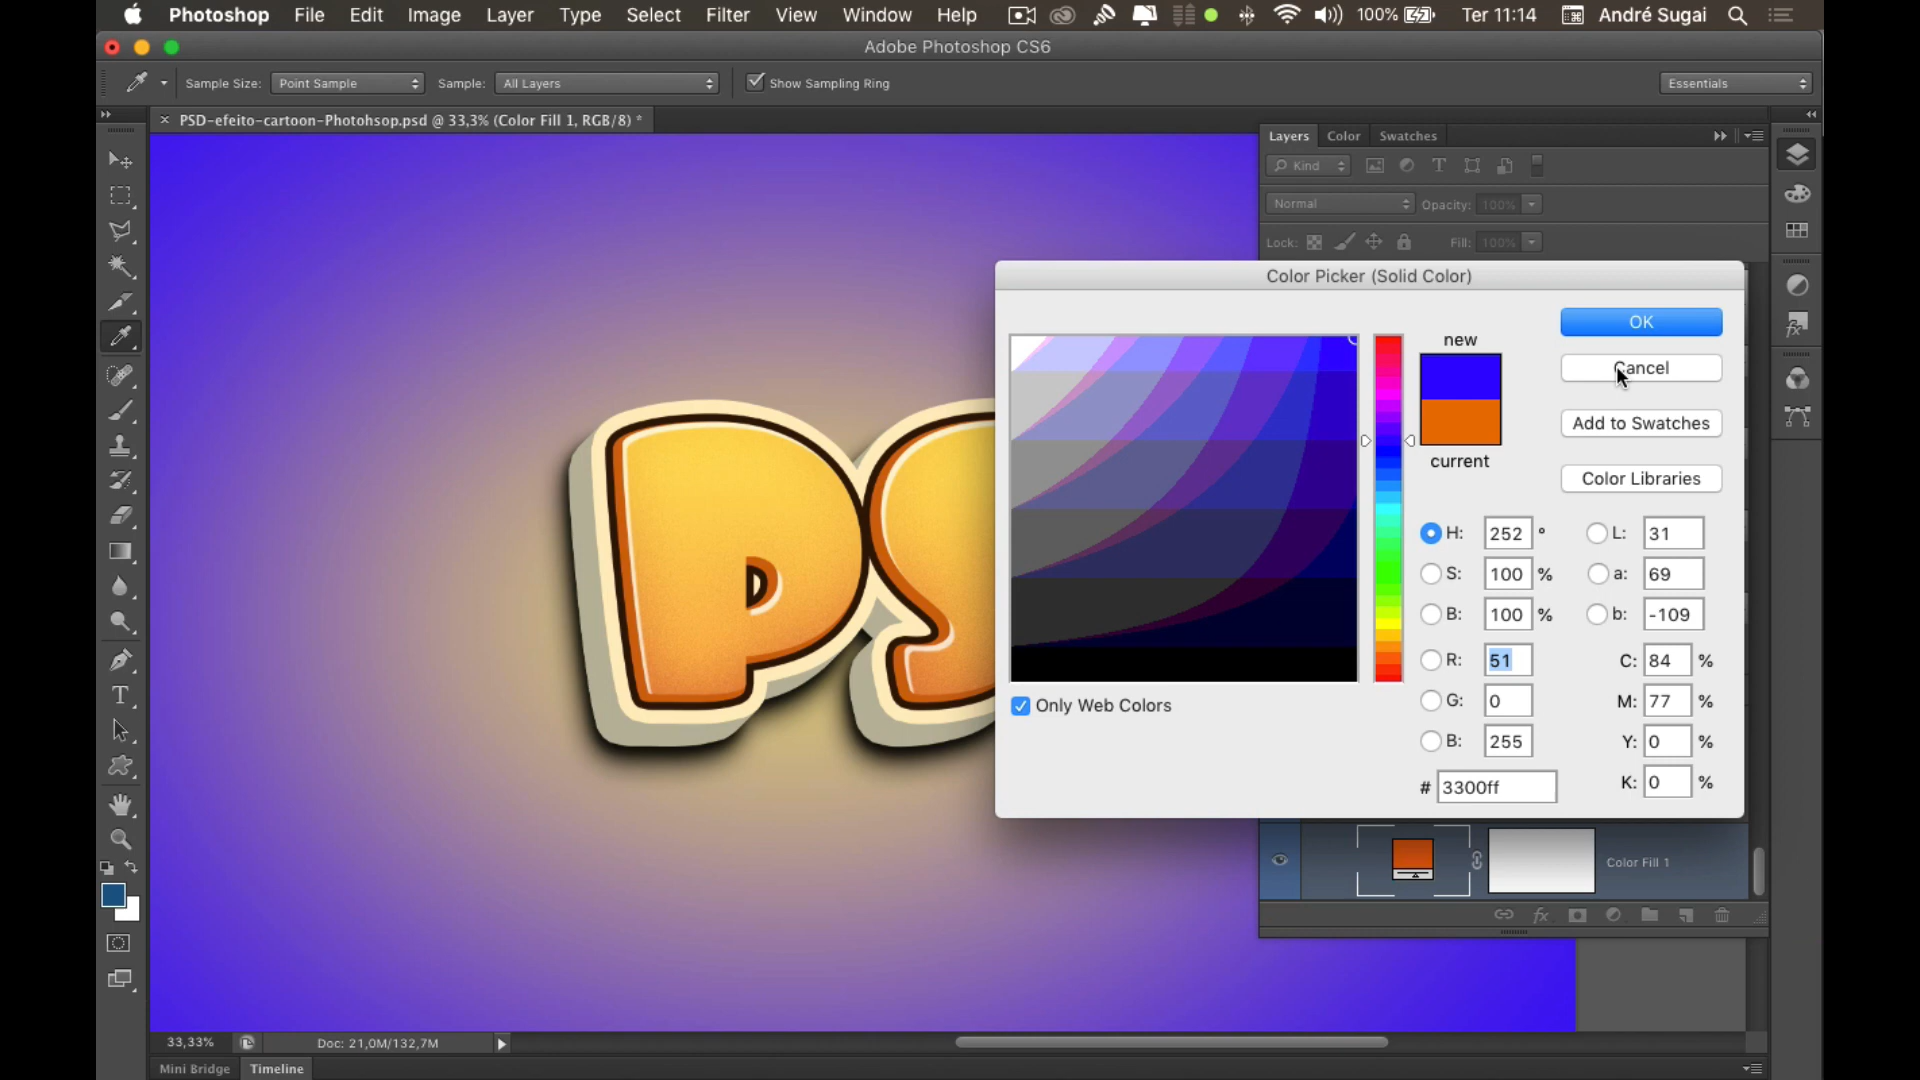 Photoshop File Edit Image Layer Type Select Filter View Window Help 100% Ter 11:14 André Sugai
Adobe Photoshop CS6
Sample Size: Point Sample Sample: All Layers Show Sampling Ring Essentials
PSD-efeito-cartoon-Photohsop.psd @ 33,3% (Color Fill 1, RGB/8) *
Layers Color Swatches
Kind
Normal Opacity: 100%
Lock: Fill: 100%
PS
Color Picker (Solid Color)
new
current
OK
Cancel
Add to Swatches
Color Libraries
H: 252 ° L: 31
S: 100 % a: 69
B: 100 % b: -109
R: 51 C: 84 %
G: 0 M: 77 %
B: 255 Y: 0 %
# 3300ff K: 0 %
Only Web Colors
Color Fill 1
33,33% Doc: 21,0M/132,7M
Mini Bridge Timeline